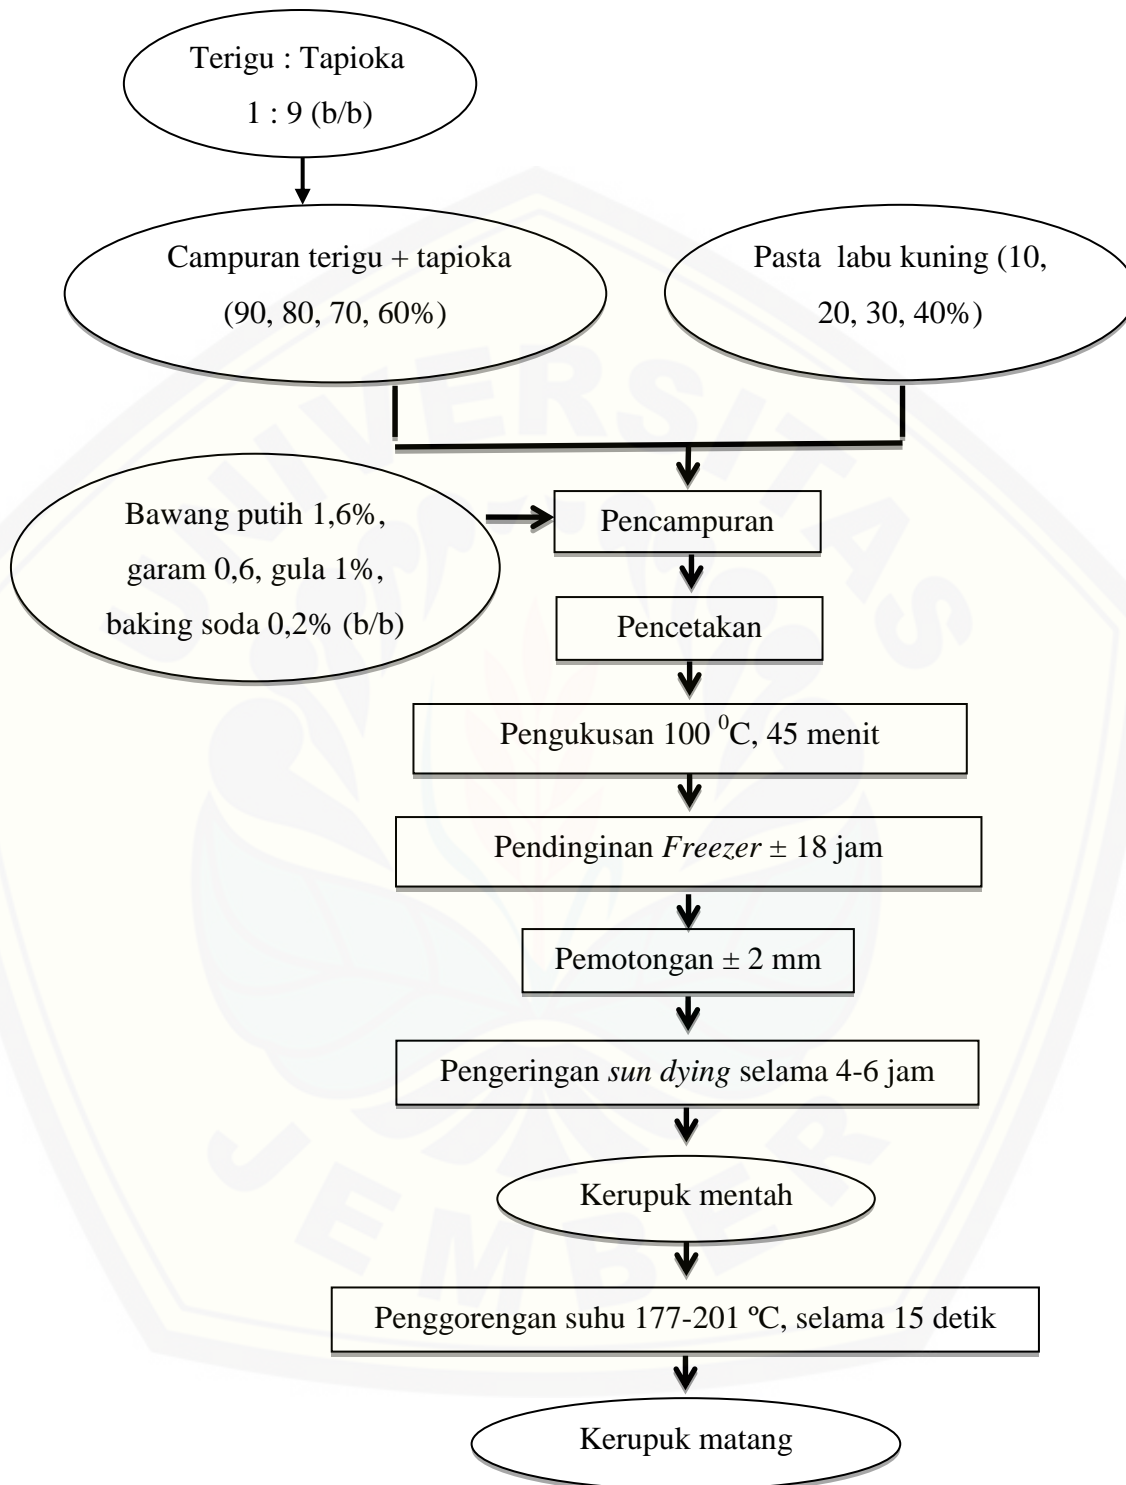 Terigu : Tapioka
1 : 9 (b/b)
Campuran terigu + tapioka
(90, 80, 70, 60%)
Pasta labu kuning (10,
20, 30, 40%)
Bawang putih 1,6%,
garam 0,6, gula 1%,
baking soda 0,2% (b/b)
Pencampuran
Pencetakan
Pengukusan 100 ⁰C, 45 menit
Pendinginan Freezer ± 18 jam
Pemotongan ± 2 mm
Pengeringan sun dying selama 4-6 jam
Kerupuk mentah
Penggorengan suhu 177-201 ºC, selama 15 detik
Kerupuk matang
UNIVERSITAS
JEMBER